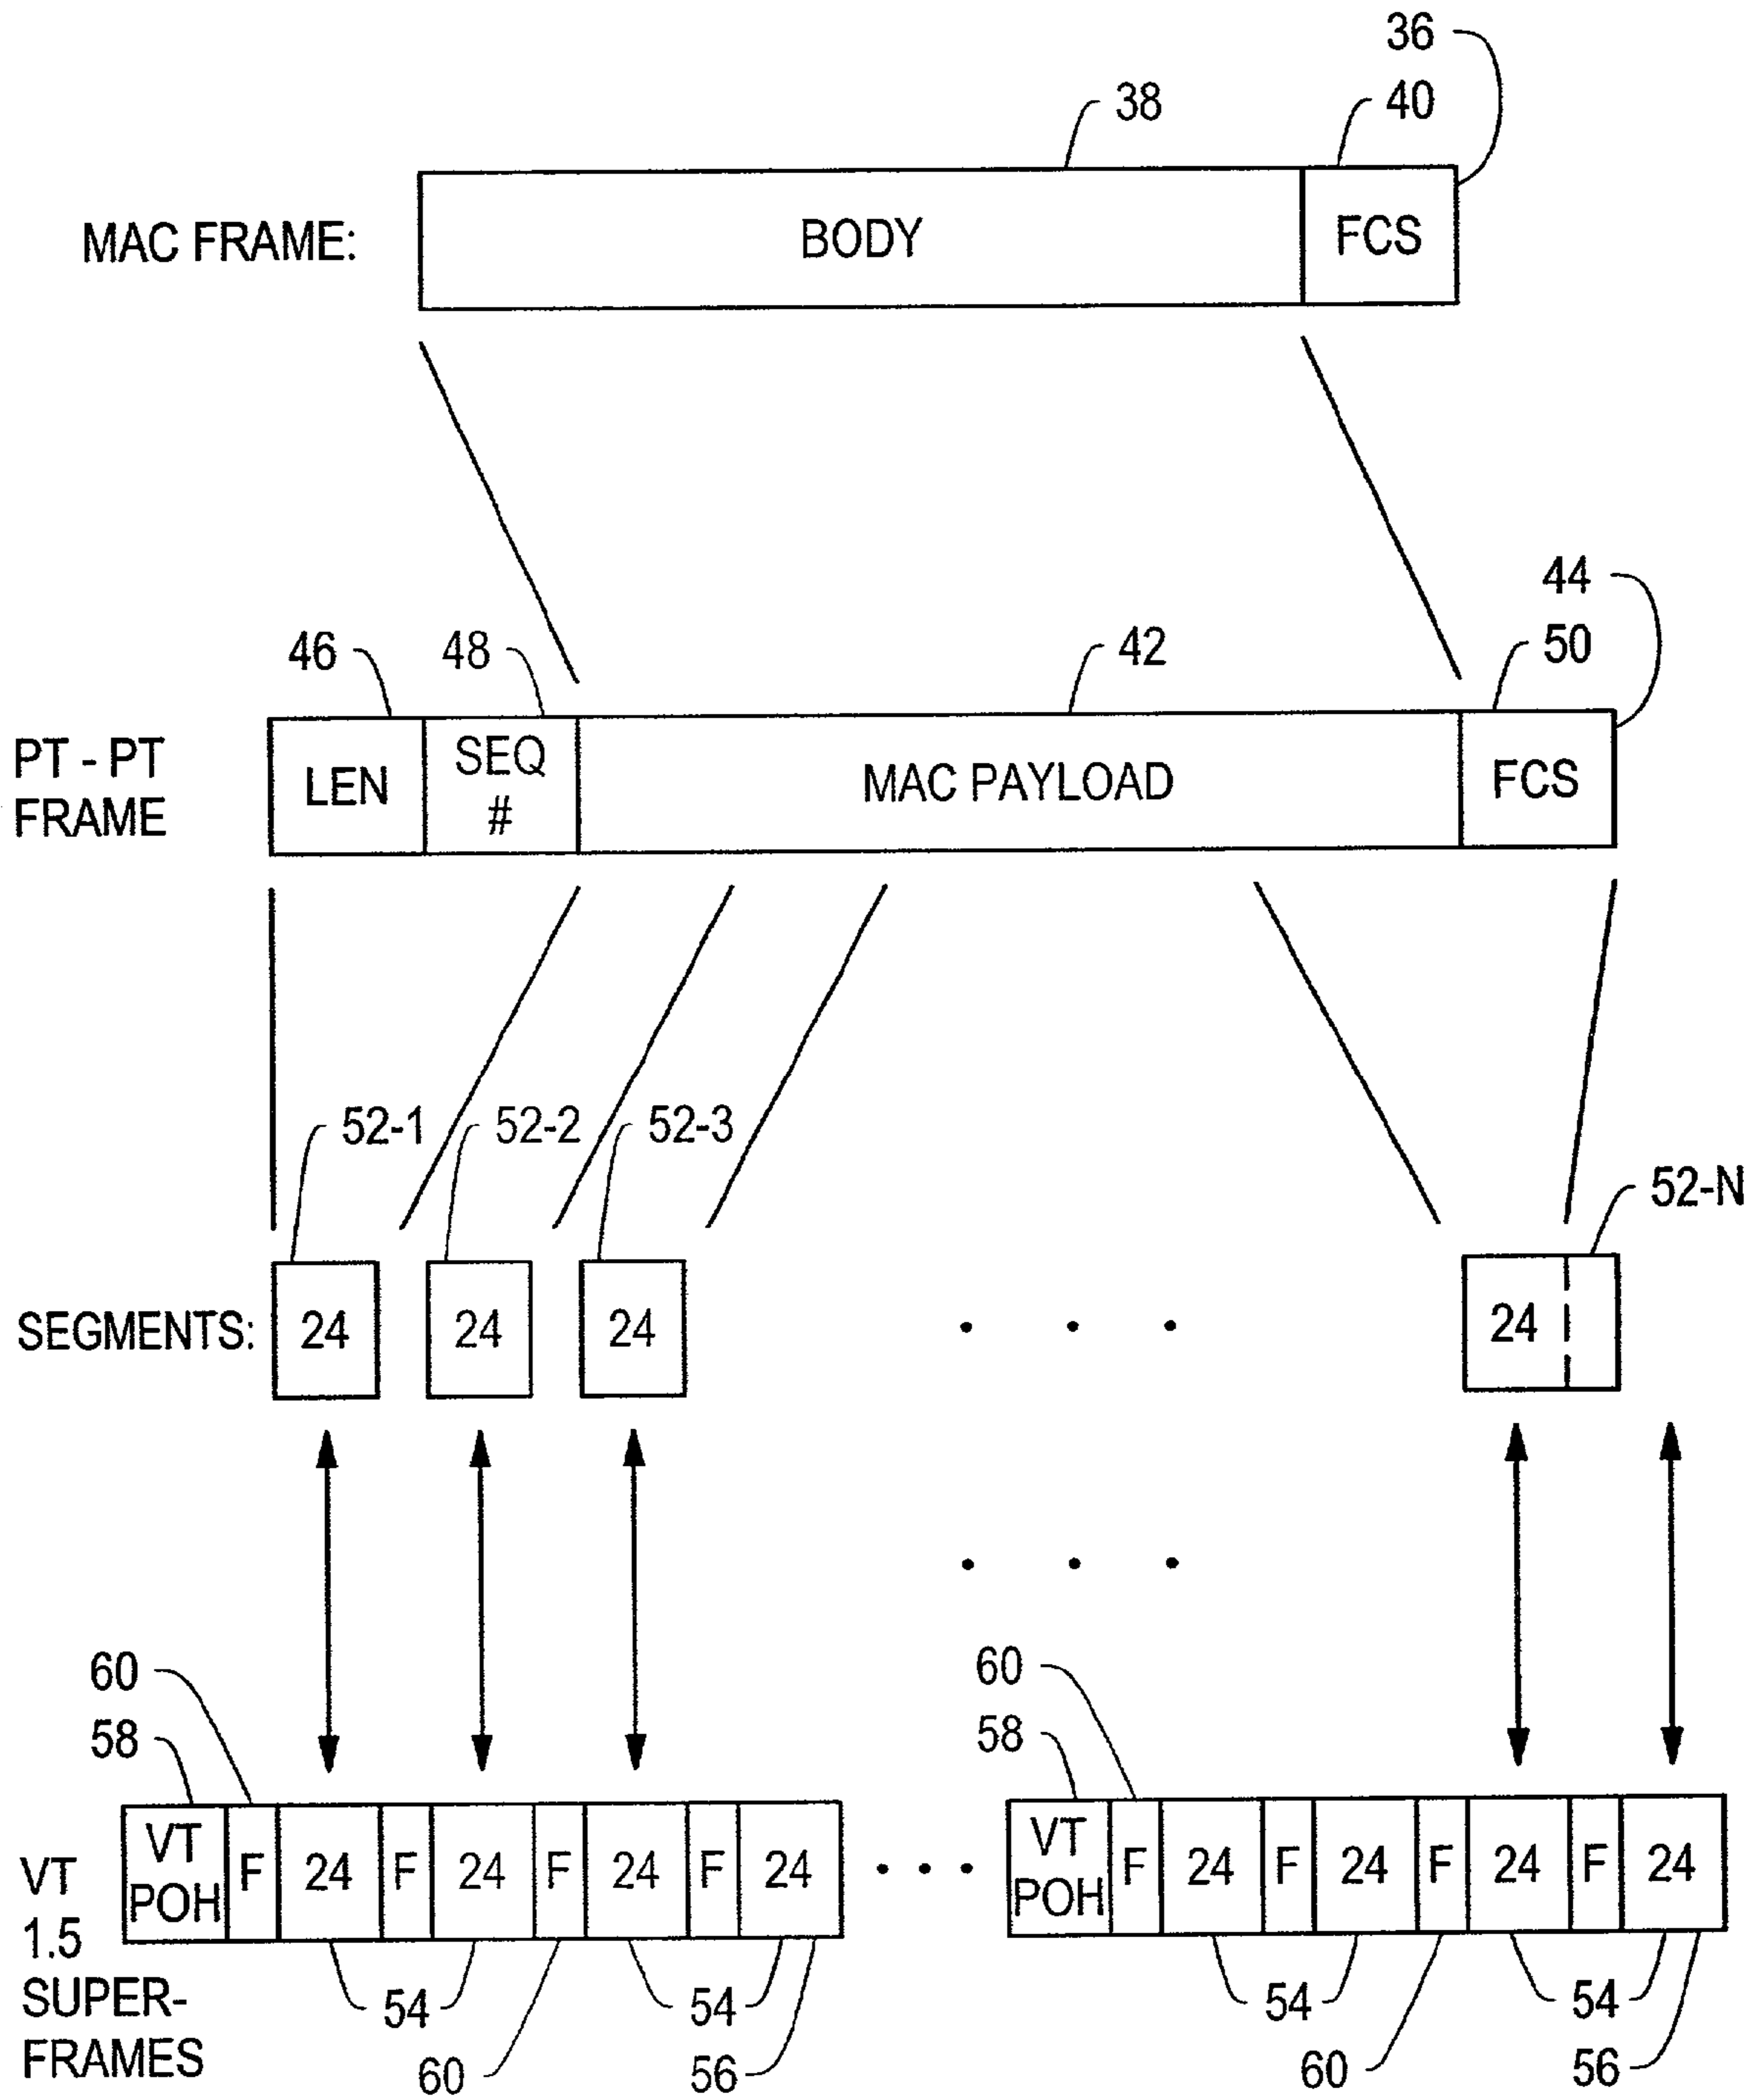 36
38
40
MAC FRAME:
BODY
FCS
44
46
48
42
50
PT - PT
FRAME
LEN
SEQ
#
MAC PAYLOAD
FCS
52-1
52-2
52-3
52-N
SEGMENTS:
24
24
24
. . .
24
. . .
60
60
58
58
VT
1.5
SUPER-
FRAMES
VT
POH
F
24
F
24
F
24
F
24
...
VT
POH
F
24
F
24
F
24
F
24
54
54
54
54
60
56
60
56